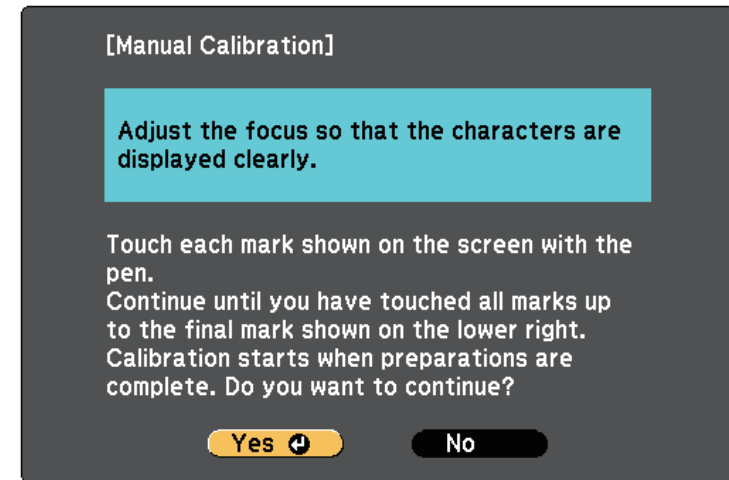 [Manual Calibration]
Adjust the focus so that the characters are
displayed clearly.
Touch each mark shown on the screen with the
pen.
Continue until you have touched all marks up
to the final mark shown on the lower right.
Calibration starts when preparations are
complete. Do you want to continue?
Yes No